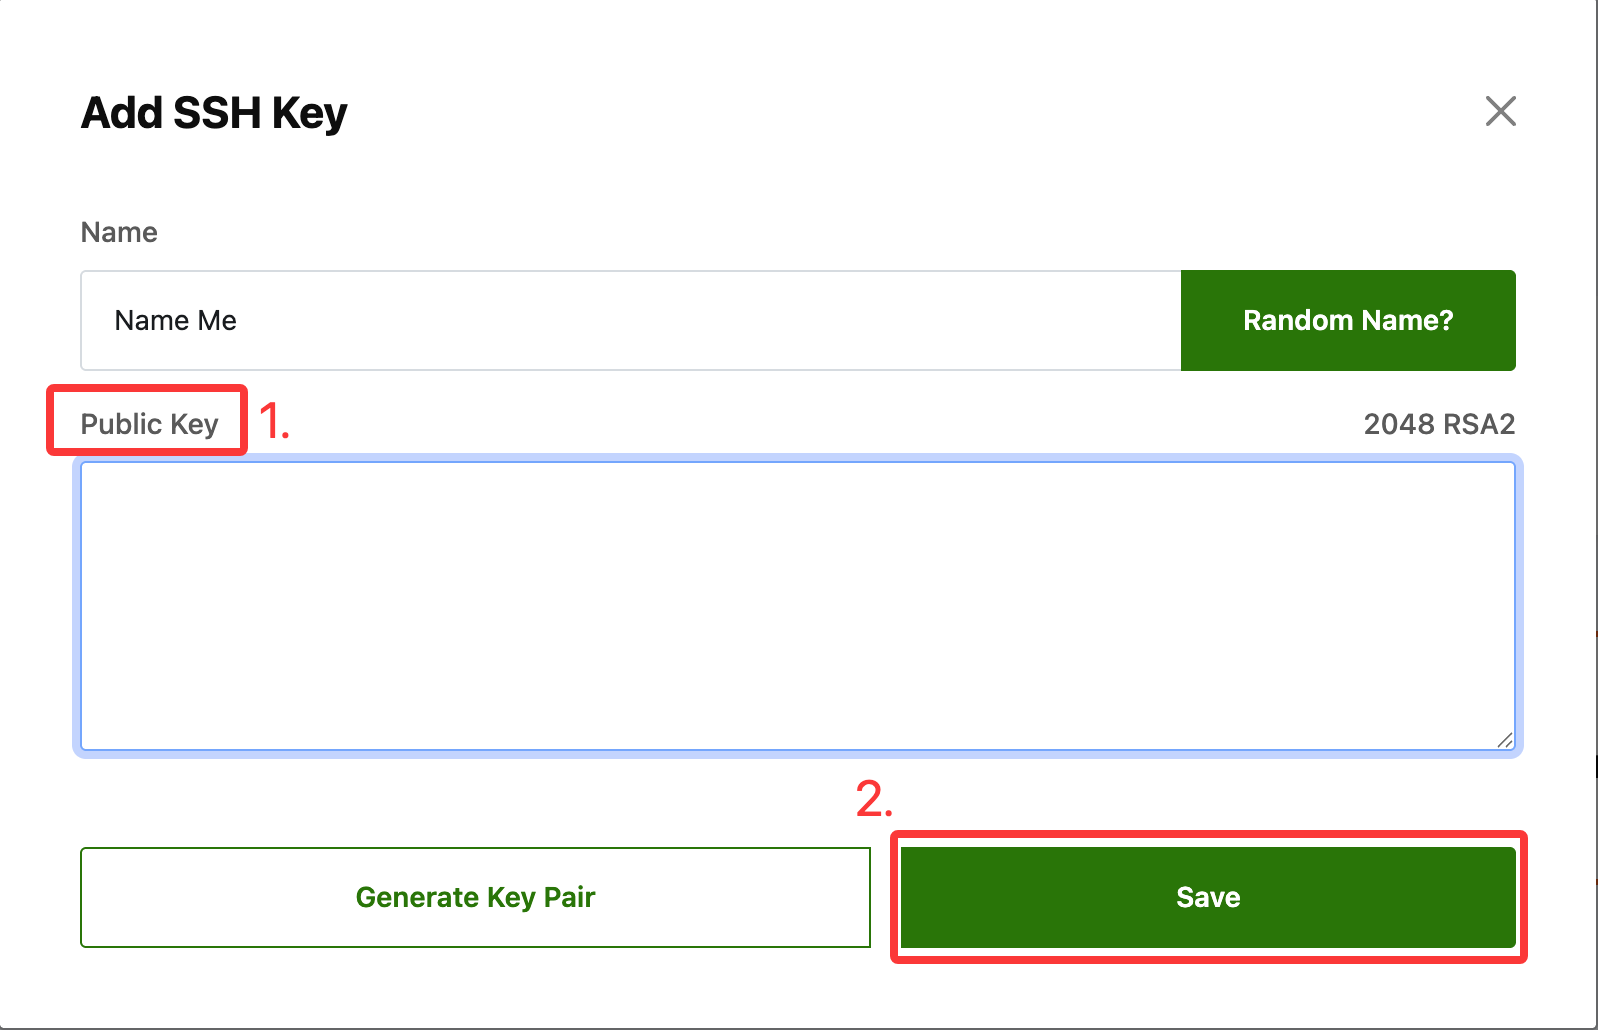 Add SSH Key
Name
Name Me
Random Name?
Public Key 1.
2048 RSA2
2.
Generate Key Pair
Save